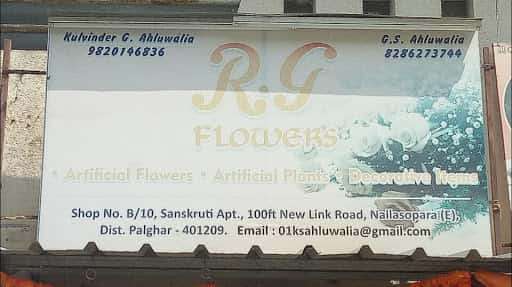 Kulvinder G. Ahluwalia G.S. Ahluwalia
9820146836 8286273744
R.G
FLOWER'S
• Artificial Flowers • Artificial Plants • Decorative Items
Shop No. B/10, Sanskruti Apt., 100ft New Link Road, Nallasopara (E),
Dist. Palghar - 401209. Email : 01ksahluwalia@gmail.com